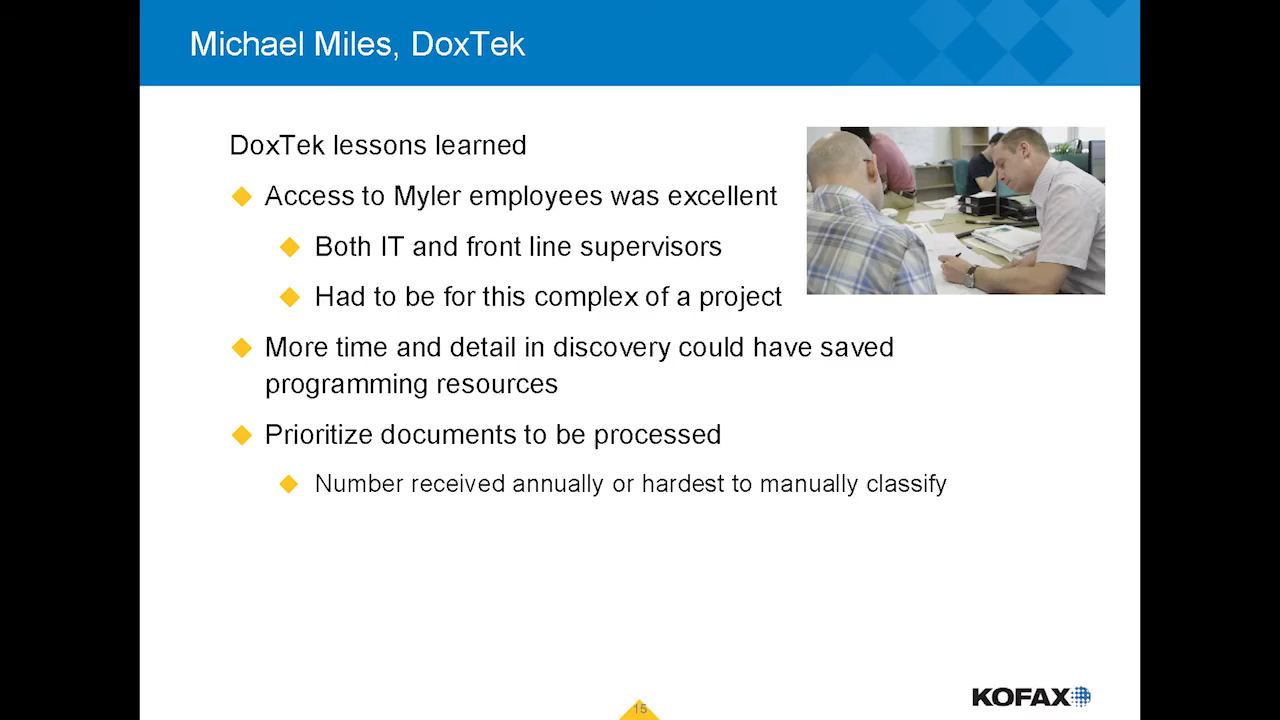 Michael Miles, DoxTek
DoxTek lessons learned
Access to Myler employees was excellent
Both IT and front line supervisors
Had to be for this complex of a project
More time and detail in discovery could have saved
programming resources
Prioritize documents to be processed
Number received annually or hardest to manually classify
15
KOFAX